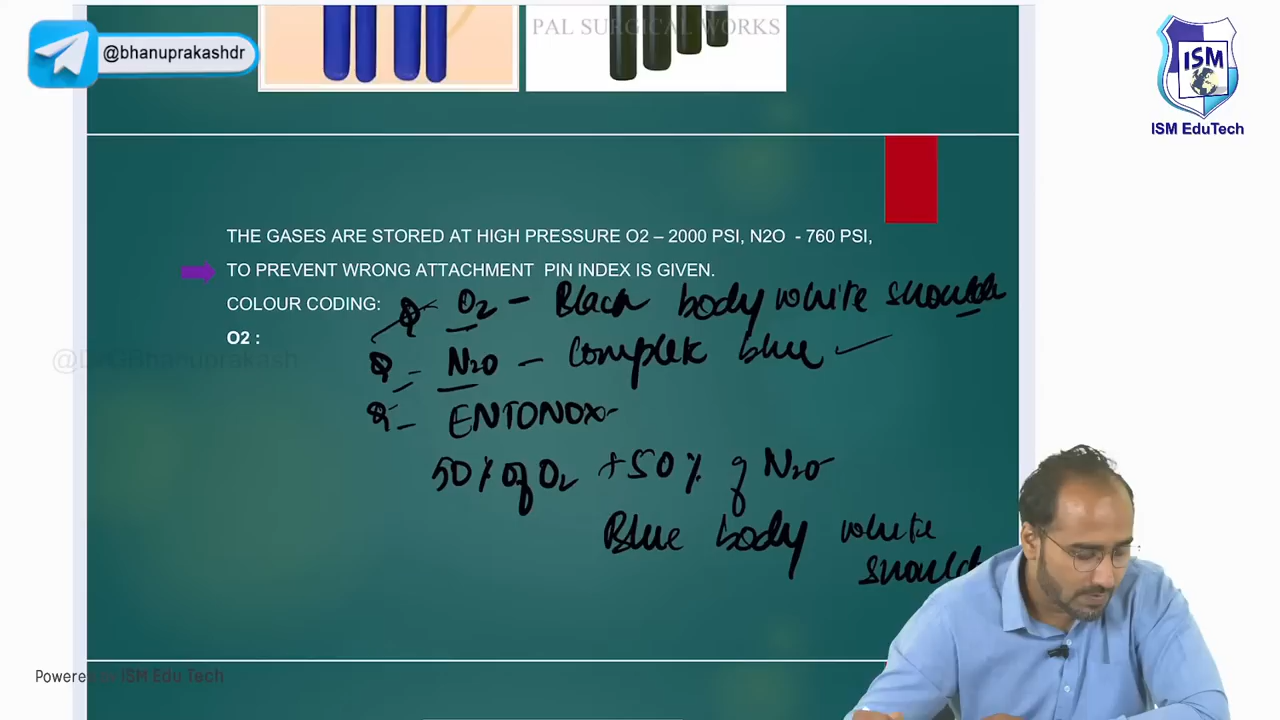 PAL SURGICAL WORKS
@bhanuprakashdr
ISM
ISM EduTech
THE GASES ARE STORED AT HIGH PRESSURE O2 – 2000 PSI, N2O - 760 PSI,
TO PREVENT WRONG ATTACHMENT PIN INDEX IS GIVEN.
COLOUR CODING:
O2 – Black body white should
O2 :
N2O – complete blue
ENTONOX
50% of O2 + 50% of N2O
Blue body white
should
Powered by ISM Edu Tech